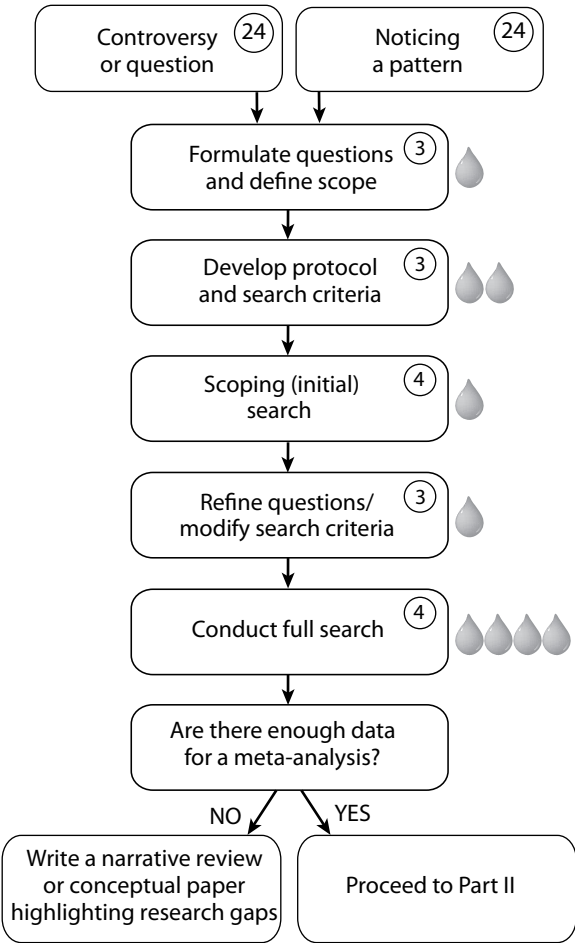 Controversy
or question
24
Noticing
a pattern
24
Formulate questions
and define scope
3
Develop protocol
and search criteria
3
Scoping (initial)
search
4
Refine questions/
modify search criteria
3
Conduct full search
4
Are there enough data
for a meta-analysis?
NO
YES
Write a narrative review
or conceptual paper
highlighting research gaps
Proceed to Part II